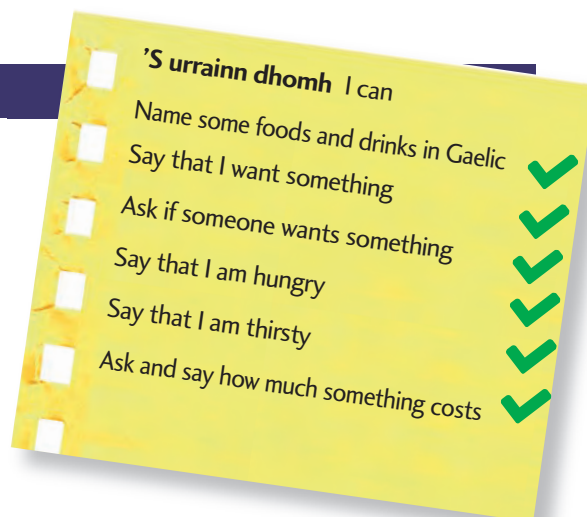 ’S urrainn dhomh I can
Name some foods and drinks in Gaelic
Say that I want something
Ask if someone wants something
Say that I am hungry
Say that I am thirsty
Ask and say how much something costs